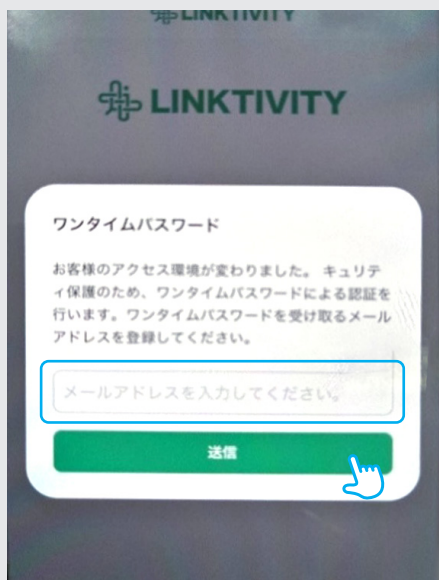 LINKTIVITY
LINKTIVITY
ワンタイムパスワード
お客様のアクセス環境が変わりました。 キュリテ
ィ保護のため、ワンタイムパスワードによる認証を
行います。ワンタイムパスワードを受け取るメール
アドレスを登録してください。
メールアドレスを入力してください。
送信